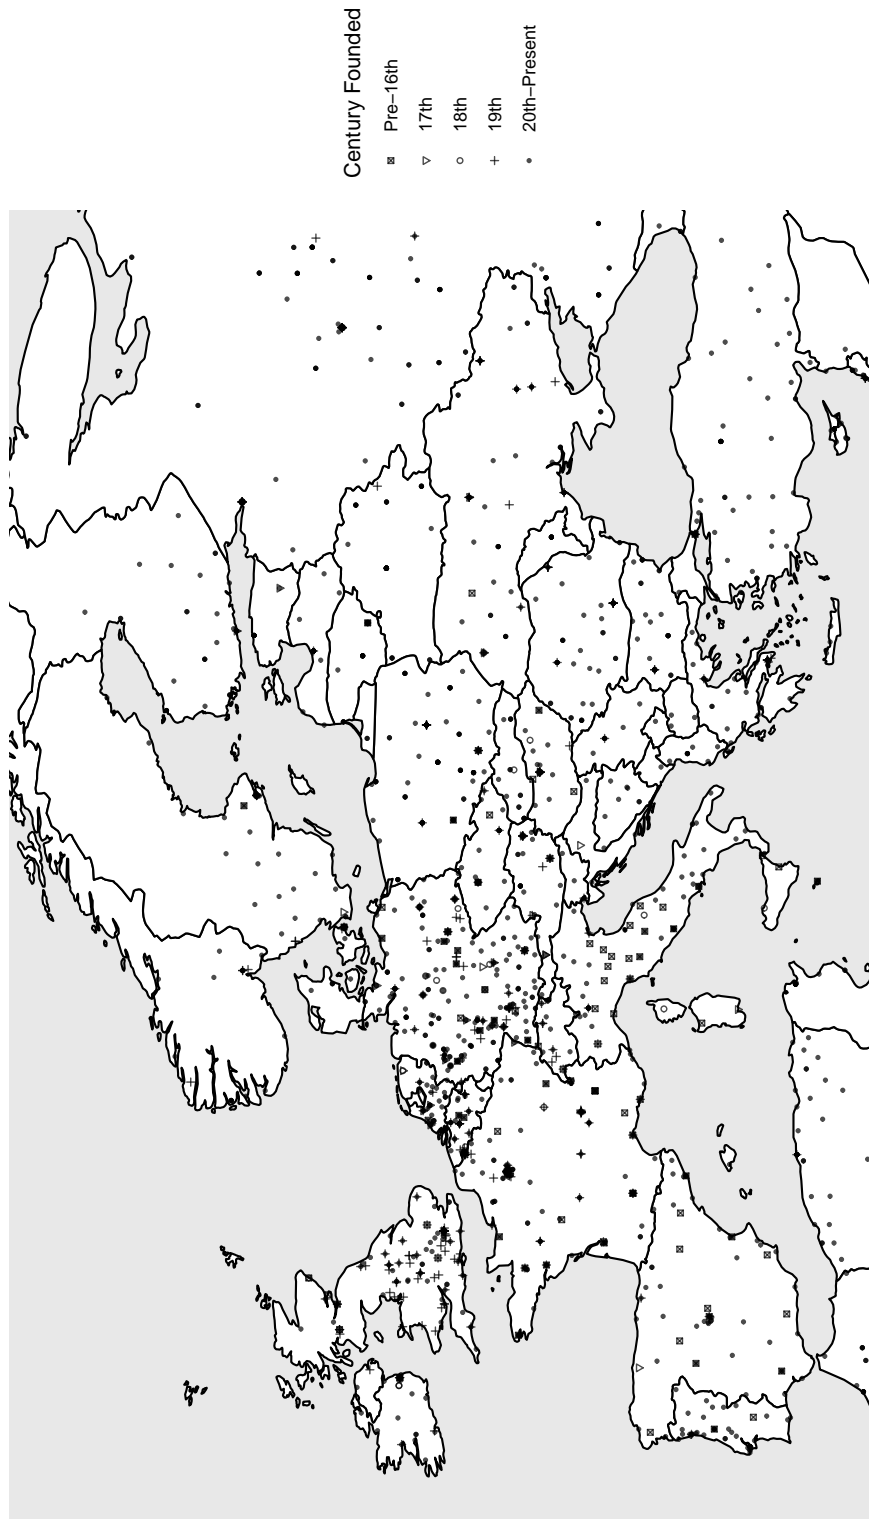 Century Founded
Pre−16th
17th
18th
19th
20th−Present